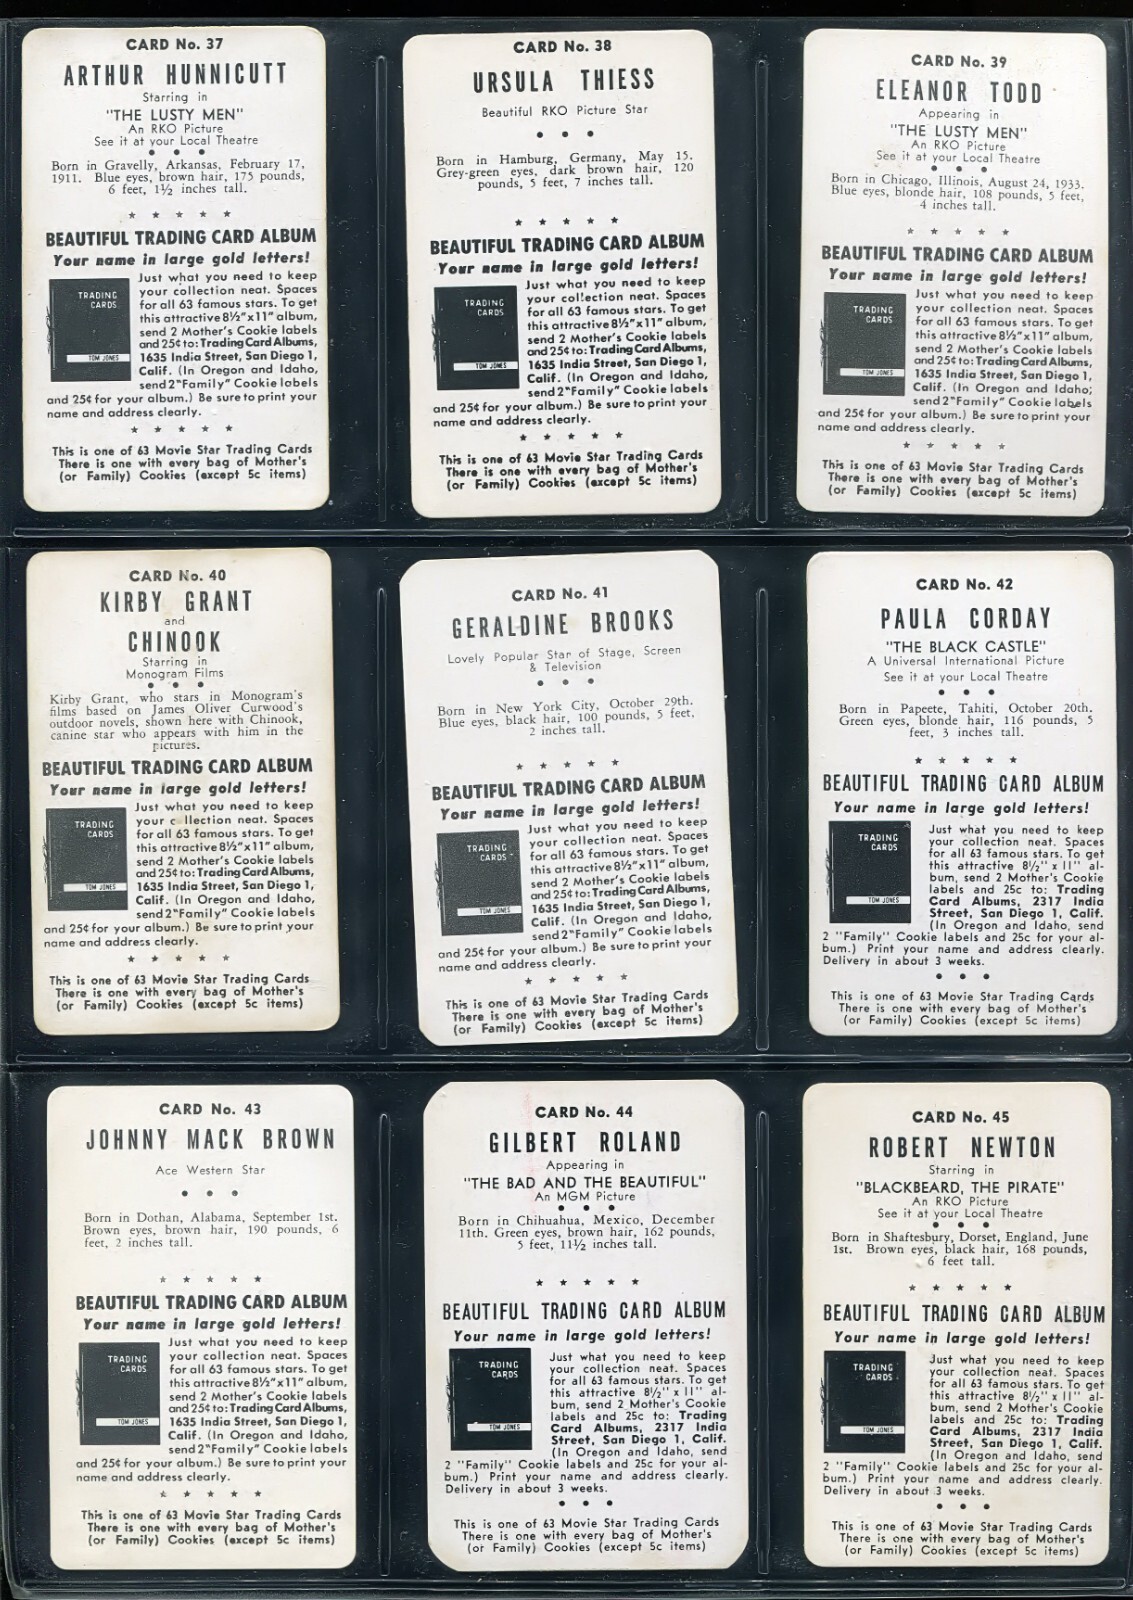 CARD No. 37
ARTHUR HUNNICUTT
Starring in
"THE LUSTY MEN"
An RKO Picture
See it at your Local Theatre
Born in Gravelly, Arkansas, February 17,
1911. Blue eyes, brown hair, 175 pounds,
6 feet, 1½ inches tall.
BEAUTIFUL TRADING CARD ALBUM
Your name in large gold letters!
TRADING
CARDS
TOM JONES
Just what you need to keep
your collection neat. Spaces
for all 63 famous stars. To get
this attractive 8½"x11" album,
send 2 Mother's Cookie labels
and 25¢ to: Trading Card Albums,
1635 India Street, San Diego 1,
Calif. (In Oregon and Idaho,
send 2 "Family" Cookie labels
and 25¢ for your album.) Be sure to print your
name and address clearly.
This is one of 63 Movie Star Trading Cards
There is one with every bag of Mother's
(or Family) Cookies (except 5c items)
CARD No. 38
URSULA THIESS
Beautiful RKO Picture Star
Born in Hamburg, Germany, May 15.
Grey-green eyes, dark brown hair, 120
pounds, 5 feet, 7 inches tall.
BEAUTIFUL TRADING CARD ALBUM
Your name in large gold letters!
TRADING
CARDS
TOM JONES
Just what you need to keep
your collection neat. Spaces
for all 63 famous stars. To get
this attractive 8½"x11" album,
send 2 Mother's Cookie labels
and 25¢ to: Trading Card Albums,
1635 India Street, San Diego 1,
Calif. (In Oregon and Idaho,
send 2 "Family" Cookie labels
and 25¢ for your album.) Be sure to print your
name and address clearly.
This is one of 63 Movie Star Trading Cards
There is one with every bag of Mother's
(or Family) Cookies (except 5c items)
CARD No. 39
ELEANOR TODD
Appearing in
"THE LUSTY MEN"
An RKO Picture
See it at your Local Theatre
Born in Chicago, Illinois, August 24, 1933.
Blue eyes, blonde hair, 108 pounds, 5 feet,
4 inches tall.
BEAUTIFUL TRADING CARD ALBUM
Your name in large gold letters!
TRADING
CARDS
TOM JONES
Just what you need to keep
your collection neat. Spaces
for all 63 famous stars. To get
this attractive 8½"x11" album,
send 2 Mother's Cookie labels
and 25¢ to: Trading Card Albums,
1635 India Street, San Diego 1,
Calif. (In Oregon and Idaho;
send 2 "Family" Cookie labels
and 25¢ for your album.) Be sure to print your
name and address clearly.
This is one of 63 Movie Star Trading Cards
There is one with every bag of Mother's
(or Family) Cookies (except 5c items)
CARD No. 40
KIRBY GRANT
and
CHINOOK
Starring in
Monogram Films
Kirby Grant, who stars in Monogram's
films based on James Oliver Curwood's
outdoor novels, shown here with Chinook,
canine star who appears with him in the
pictures.
BEAUTIFUL TRADING CARD ALBUM
Your name in large gold letters!
TRADING
CARDS
TOM JONES
Just what you need to keep
your c llection neat. Spaces
for all 63 famous stars. To get
this attractive 8½"x11" album,
send 2 Mother's Cookie labels
and 25¢ to: Trading Card Albums,
1635 India Street, San Diego 1,
Calif. (In Oregon and Idaho,
send 2 "Family" Cookie labels
and 25¢ for your album.) Be sure to print your
name and address clearly.
This is one of 63 Movie Star Trading Cards
There is one with every bag of Mother's
(or Family) Cookies (except 5c items)
CARD No. 41
GERALDINE BROOKS
Lovely Popular Star of Stage, Screen
& Television
Born in New York City, October 29th.
Blue eyes, black hair, 100 pounds, 5 feet,
2 inches tall.
BEAUTIFUL TRADING CARD ALBUM
Your name in large gold letters!
TRADING
CARDS
TOM JONES
Just what you need to keep
your collection neat. Spaces
for all 63 famous stars. To get
this attractive 8½"x11" album,
send 2 Mother's Cookie labels
and 25¢ to: Trading Card Albums,
1635 India Street, San Diego 1,
Calif. (In Oregon and Idaho,
send 2 "Family" Cookie labels
and 25¢ for your album.) Be sure to print your
name and address clearly.
This is one of 63 Movie Star Trading Cards
There is one with every bag of Mother's
(or Family) Cookies (except 5c items)
CARD No. 42
PAULA CORDAY
"THE BLACK CASTLE"
A Universal International Picture
See it at your Local Theatre
Born in Papeete, Tahiti, October 20th.
Green eyes, blonde hair, 116 pounds, 5
feet, 3 inches tall.
BEAUTIFUL TRADING CARD ALBUM
Your name in large gold letters!
TRADING
CARDS
TOM JONES
Just what you need to keep
your collection neat. Spaces
for all 63 famous stars. To get
this attractive 8½" x 11" al-
bum, send 2 Mother's Cookie
labels and 25c to: Trading
Card Albums, 2317 India
Street, San Diego 1, Calif.
(In Oregon and Idaho, send
2 "Family" Cookie labels and 25c for your al-
bum.) Print your name and address clearly.
Delivery in about 3 weeks.
This is one of 63 Movie Star Trading Cards
There is one with every bag of Mother's
(or Family) Cookies (except 5c items)
CARD No. 43
JOHNNY MACK BROWN
Ace Western Star
Born in Dothan, Alabama, September 1st.
Brown eyes, brown hair, 190 pounds, 6
feet, 2 inches tall.
BEAUTIFUL TRADING CARD ALBUM
Your name in large gold letters!
TRADING
CARDS
TOM JONES
Just what you need to keep
your collection neat. Spaces
for all 63 famous stars. To get
this attractive 8½"x11" album,
send 2 Mother's Cookie labels
and 25¢ to: Trading Card Albums,
1635 India Street, San Diego 1,
Calif. (In Oregon and Idaho,
send 2 "Family" Cookie labels
and 25¢ for your album.) Be sure to print your
name and address clearly.
This is one of 63 Movie Star Trading Cards
There is one with every bag of Mother's
(or Family) Cookies (except 5c items)
CARD No. 44
GILBERT ROLAND
Appearing in
"THE BAD AND THE BEAUTIFUL"
An MGM Picture
Born in Chihuahua, Mexico, December
11th. Green eyes, brown hair, 162 pounds,
5 feet, 11½ inches tall.
BEAUTIFUL TRADING CARD ALBUM
Your name in large gold letters!
TRADING
CARDS
TOM JONES
Just what you need to keep
your collection neat. Spaces
for all 63 famous stars. To get
this attractive 8½" x 11" al-
bum, send 2 Mother's Cookie
labels and 25c to: Trading
Card Albums, 2317 India
Street, San Diego 1, Calif.
(In Oregon and Idaho, send
2 "Family" Cookie labels and 25c for your al-
bum.) Print your name and address clearly.
Delivery in about 3 weeks.
This is one of 63 Movie Star Trading Cards
There is one with every bag of Mother's
(or Family) Cookies (except 5c items)
CARD No. 45
ROBERT NEWTON
Starring in
"BLACKBEARD, THE PIRATE"
An RKO Picture
See it at your Local Theatre
Born in Shaftesbury, Dorset, England, June
1st. Brown eyes, black hair, 168 pounds,
6 feet tall.
BEAUTIFUL TRADING CARD ALBUM
Your name in large gold letters!
TRADING
CARDS
TOM JONES
Just what you need to keep
your collection neat. Spaces
for all 63 famous stars. To get
this attractive 8½" x 11" al-
bum, send 2 Mother's Cookie
labels and 25c to: Trading
Card Albums, 2317 India
Street, San Diego 1, Calif.
(In Oregon and Idaho, send
2 "Family" Cookie labels and 25c for your al-
bum.) Print your name and address clearly.
Delivery in about 3 weeks.
This is one of 63 Movie Star Trading Cards
There is one with every bag of Mother's
(or Family) Cookies (except 5c items)